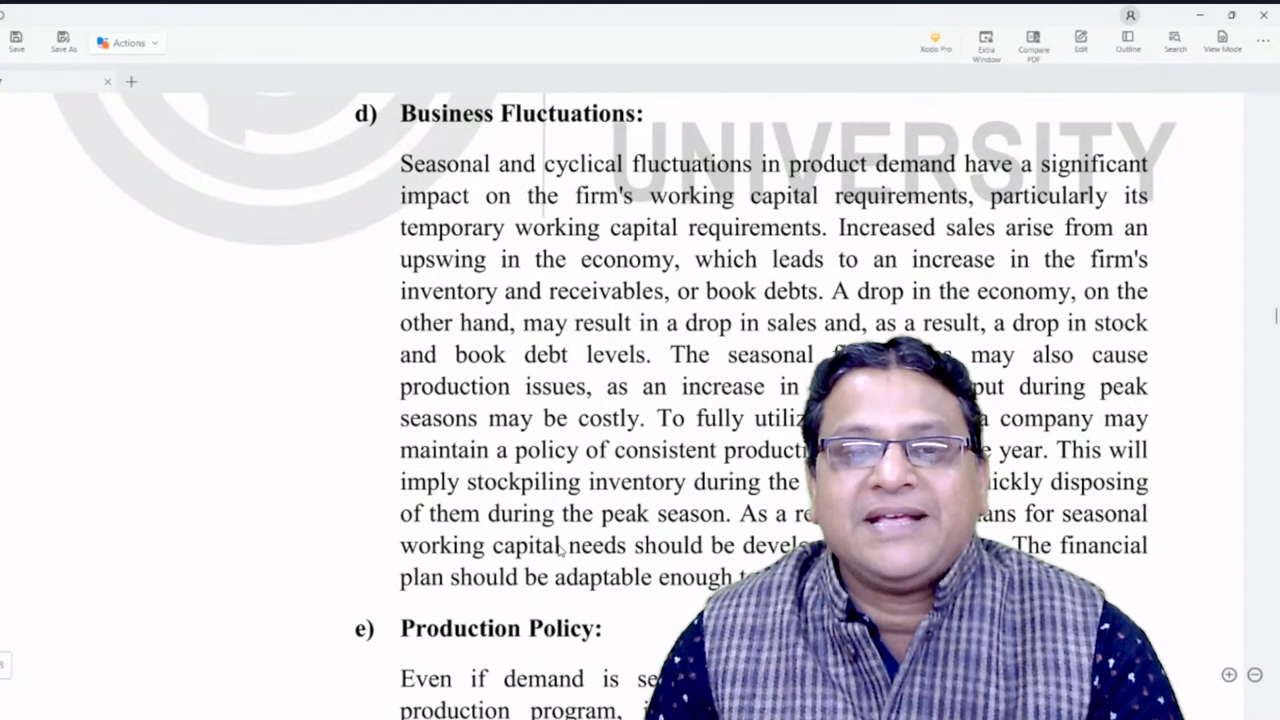 Save
Save As
Actions
Xodo Pro
Extra Window
Compare PDF
Edit
Outline
Search
View Mode
UNIVERSITY
d) Business Fluctuations:
Seasonal and cyclical fluctuations in product demand have a significant
impact on the firm's working capital requirements, particularly its
temporary working capital requirements. Increased sales arise from an
upswing in the economy, which leads to an increase in the firm's
inventory and receivables, or book debts. A drop in the economy, on the
other hand, may result in a drop in sales and, as a result, a drop in stock
and book debt levels. The seasonal may also cause
production issues, as an increase in during peak
seasons may be costly. To fully a company may
maintain a policy of consistent year. This will
imply stockpiling inventory during the disposing
of them during the peak season. As a for seasonal
working capital needs should be The financial
plan should be adaptable enough
e) Production Policy:
Even if demand is
production program,